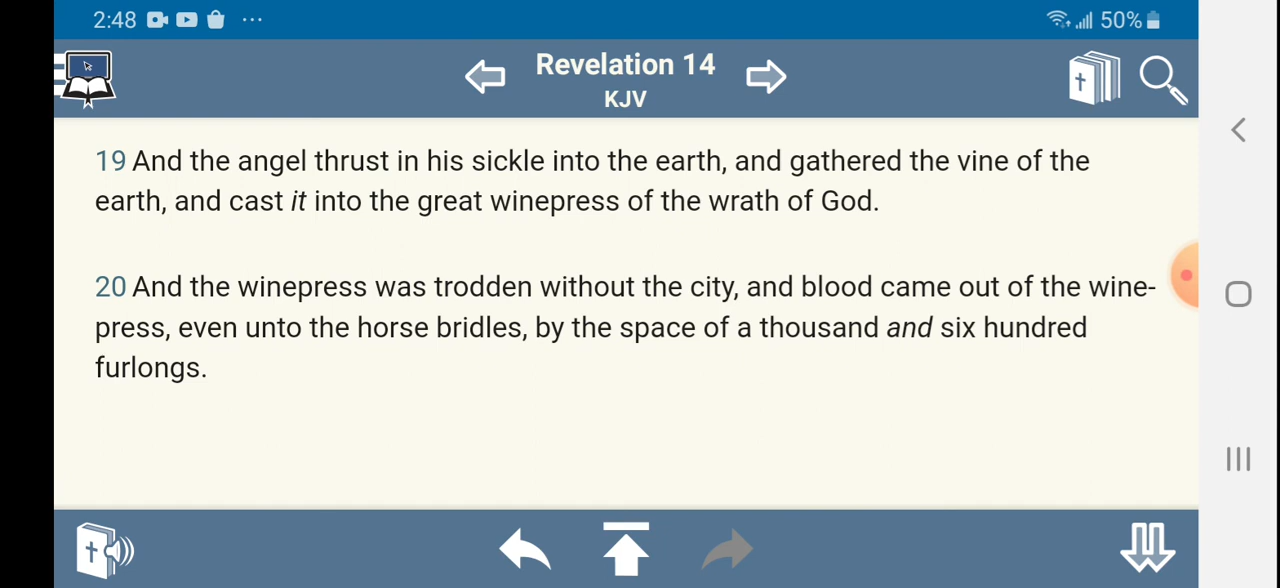 2:48 ... 50%
Revelation 14
KJV
19 And the angel thrust in his sickle into the earth, and gathered the vine of the
earth, and cast it into the great winepress of the wrath of God.
20 And the winepress was trodden without the city, and blood came out of the wine-
press, even unto the horse bridles, by the space of a thousand and six hundred
furlongs.